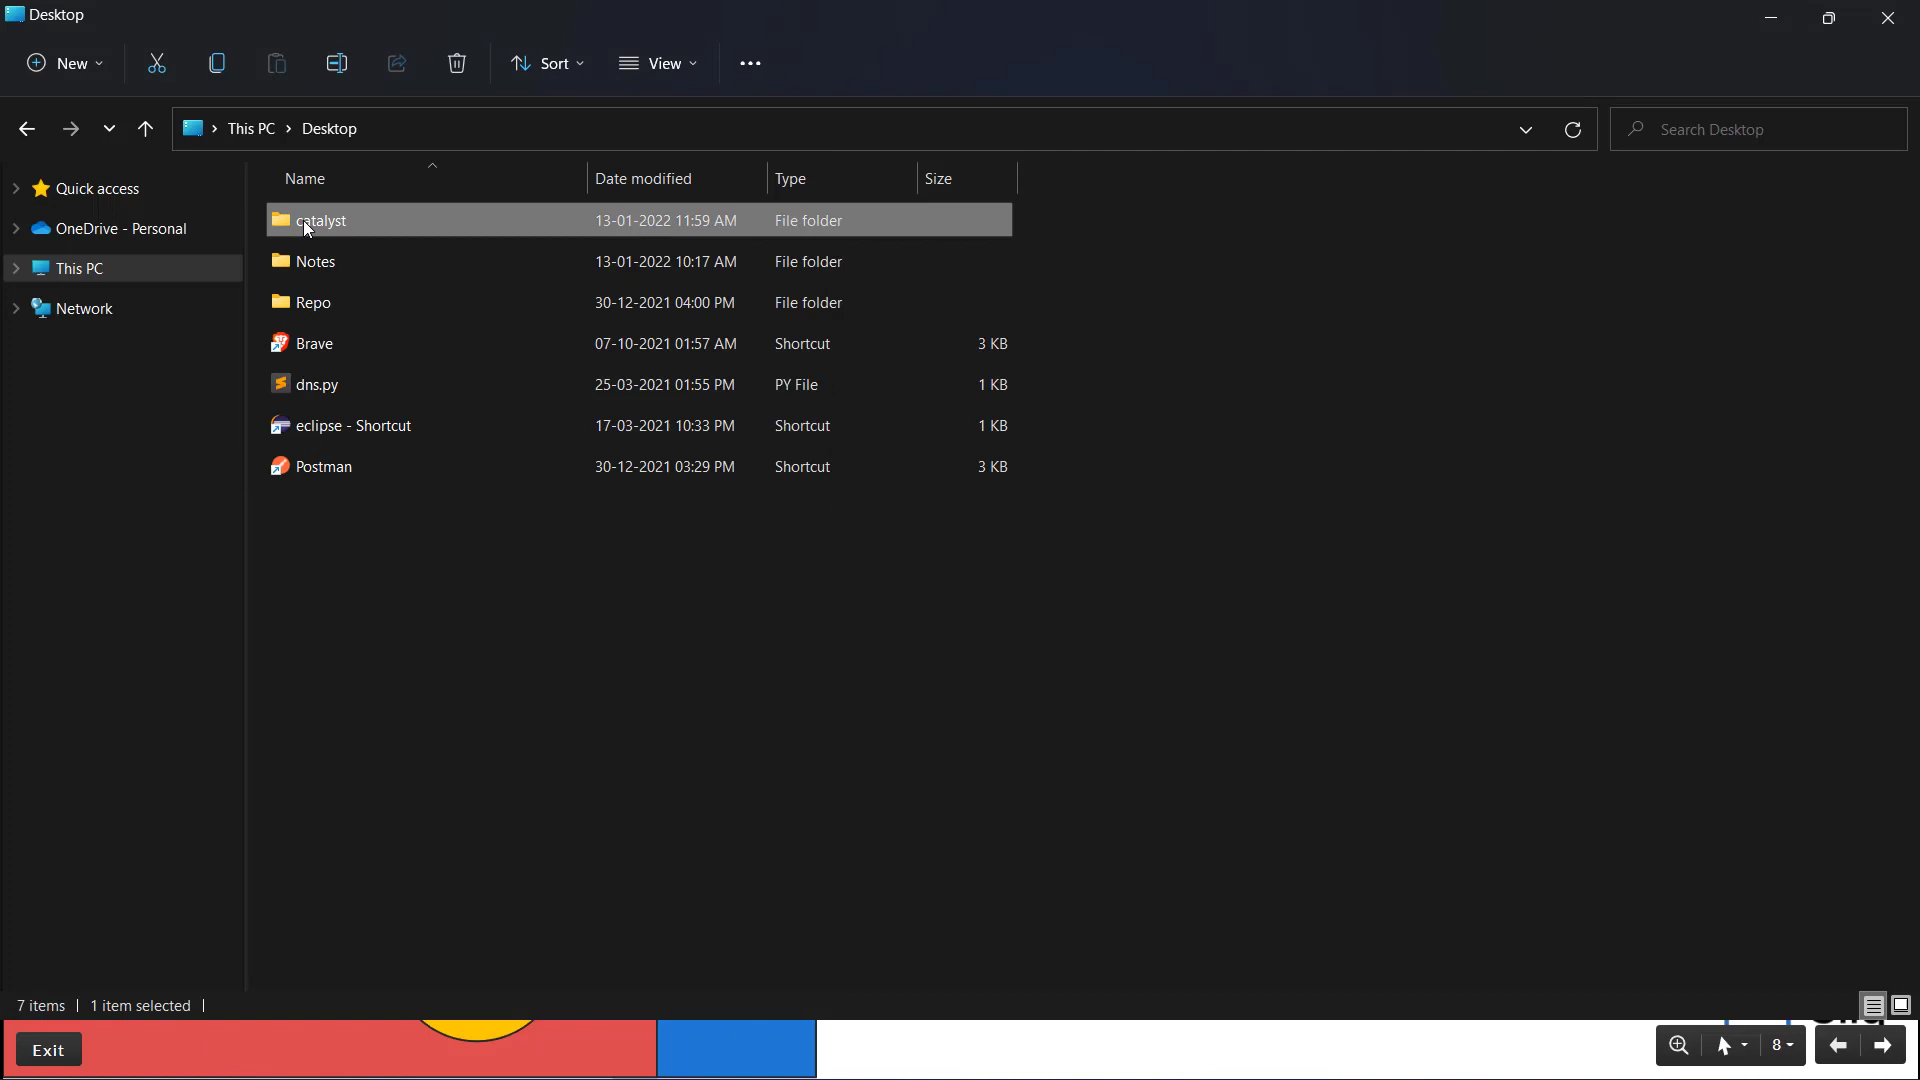 Desktop
New
Sort
View
This PC
Desktop
Search Desktop
Quick access
OneDrive - Personal
This PC
Network
Name Date modified Type Size
catalyst 13-01-2022 11:59 AM File folder
Notes 13-01-2022 10:17 AM File folder
Repo 30-12-2021 04:00 PM File folder
Brave 07-10-2021 01:57 AM Shortcut 3 KB
dns.py 25-03-2021 01:55 PM PY File 1 KB
eclipse - Shortcut 17-03-2021 10:33 PM Shortcut 1 KB
Postman 30-12-2021 03:29 PM Shortcut 3 KB
7 items 1 item selected
Exit
8